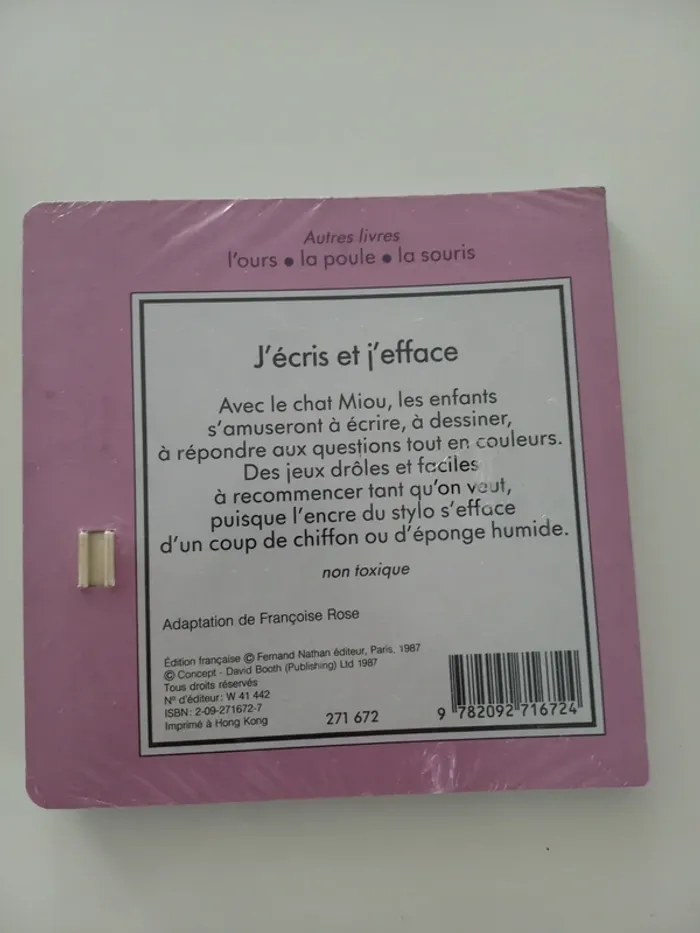 Autres livres
l'ours ● la poule ● la souris
J'écris et j'efface
Avec le chat Miou, les enfants
s'amuseront à écrire, à dessiner,
à répondre aux questions tout en couleurs.
Des jeux drôles et faciles
à recommencer tant qu'on veut,
puisque l'encre du stylo s'efface
d'un coup de chiffon ou d'éponge humide.
non toxique
Adaptation de Françoise Rose
Édition française © Fernand Nathan éditeur, Paris, 1987
© Concept - David Booth (Publishing) Ltd 1987
Tous droits réservés
N° d'éditeur: W 41 442
ISBN: 2-09-271672-7
Imprimé à Hong Kong
271 672
9 782092 716724